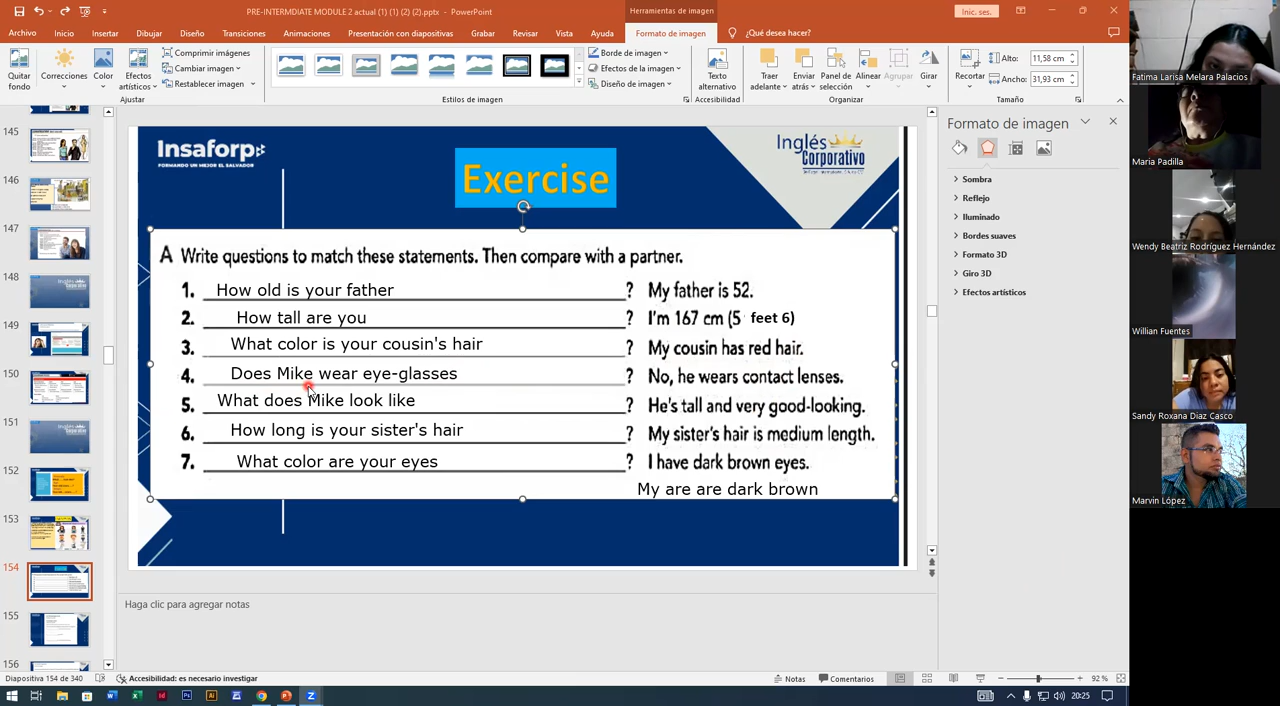 PRE-INTERMDIATE MODULE 2 actual (1) (1) (2) (2).pptx - PowerPoint
Herramientas de imagen
Inic. ses.
Archivo Inicio Insertar Dibujar Diseño Transiciones Animaciones Presentación con diapositivas Grabar Revisar Vista Ayuda Formato de imagen ¿Qué desea hacer?
Quitar fondo
Correcciones
Color
Efectos artísticos
Comprimir imágenes
Cambiar imagen
Restablecer imagen
Ajustar
Estilos de imagen
Borde de imagen
Efectos de la imagen
Diseño de imagen
Texto alternativo
Accesibilidad
Traer adelante
Enviar atrás
Panel de selección
Alinear
Agrupar
Girar
Organizar
Recortar
Alto: 11,58 cm
Ancho: 31,93 cm
Tamaño
145
146
147
148
149
150
151
152
153
154
155
156
Insaforp
FORMANDO UN MEJOR EL SALVADOR
Exercise
Inglés
Corporativo
A Write questions to match these statements. Then compare with a partner.
1. How old is your father ? My father is 52.
2. How tall are you ? I'm 167 cm (5 feet 6)
3. What color is your cousin's hair ? My cousin has red hair.
4. Does Mike wear eye-glasses ? No, he wears contact lenses.
5. What does Mike look like ? He's tall and very good-looking.
6. How long is your sister's hair ? My sister's hair is medium length.
7. What color are your eyes ? I have dark brown eyes.
My are are dark brown
Haga clic para agregar notas
Formato de imagen
Sombra
Reflejo
Iluminado
Bordes suaves
Formato 3D
Giro 3D
Efectos artísticos
Fatima Larisa Melara Palacios
Maria Padilla
Wendy Beatriz Rodríguez Hernández
Willian Fuentes
Sandy Roxana Diaz Casco
Marvin López
Diapositiva 154 de 340 Accesibilidad: es necesario investigar Notas Comentarios 92 %
20:25